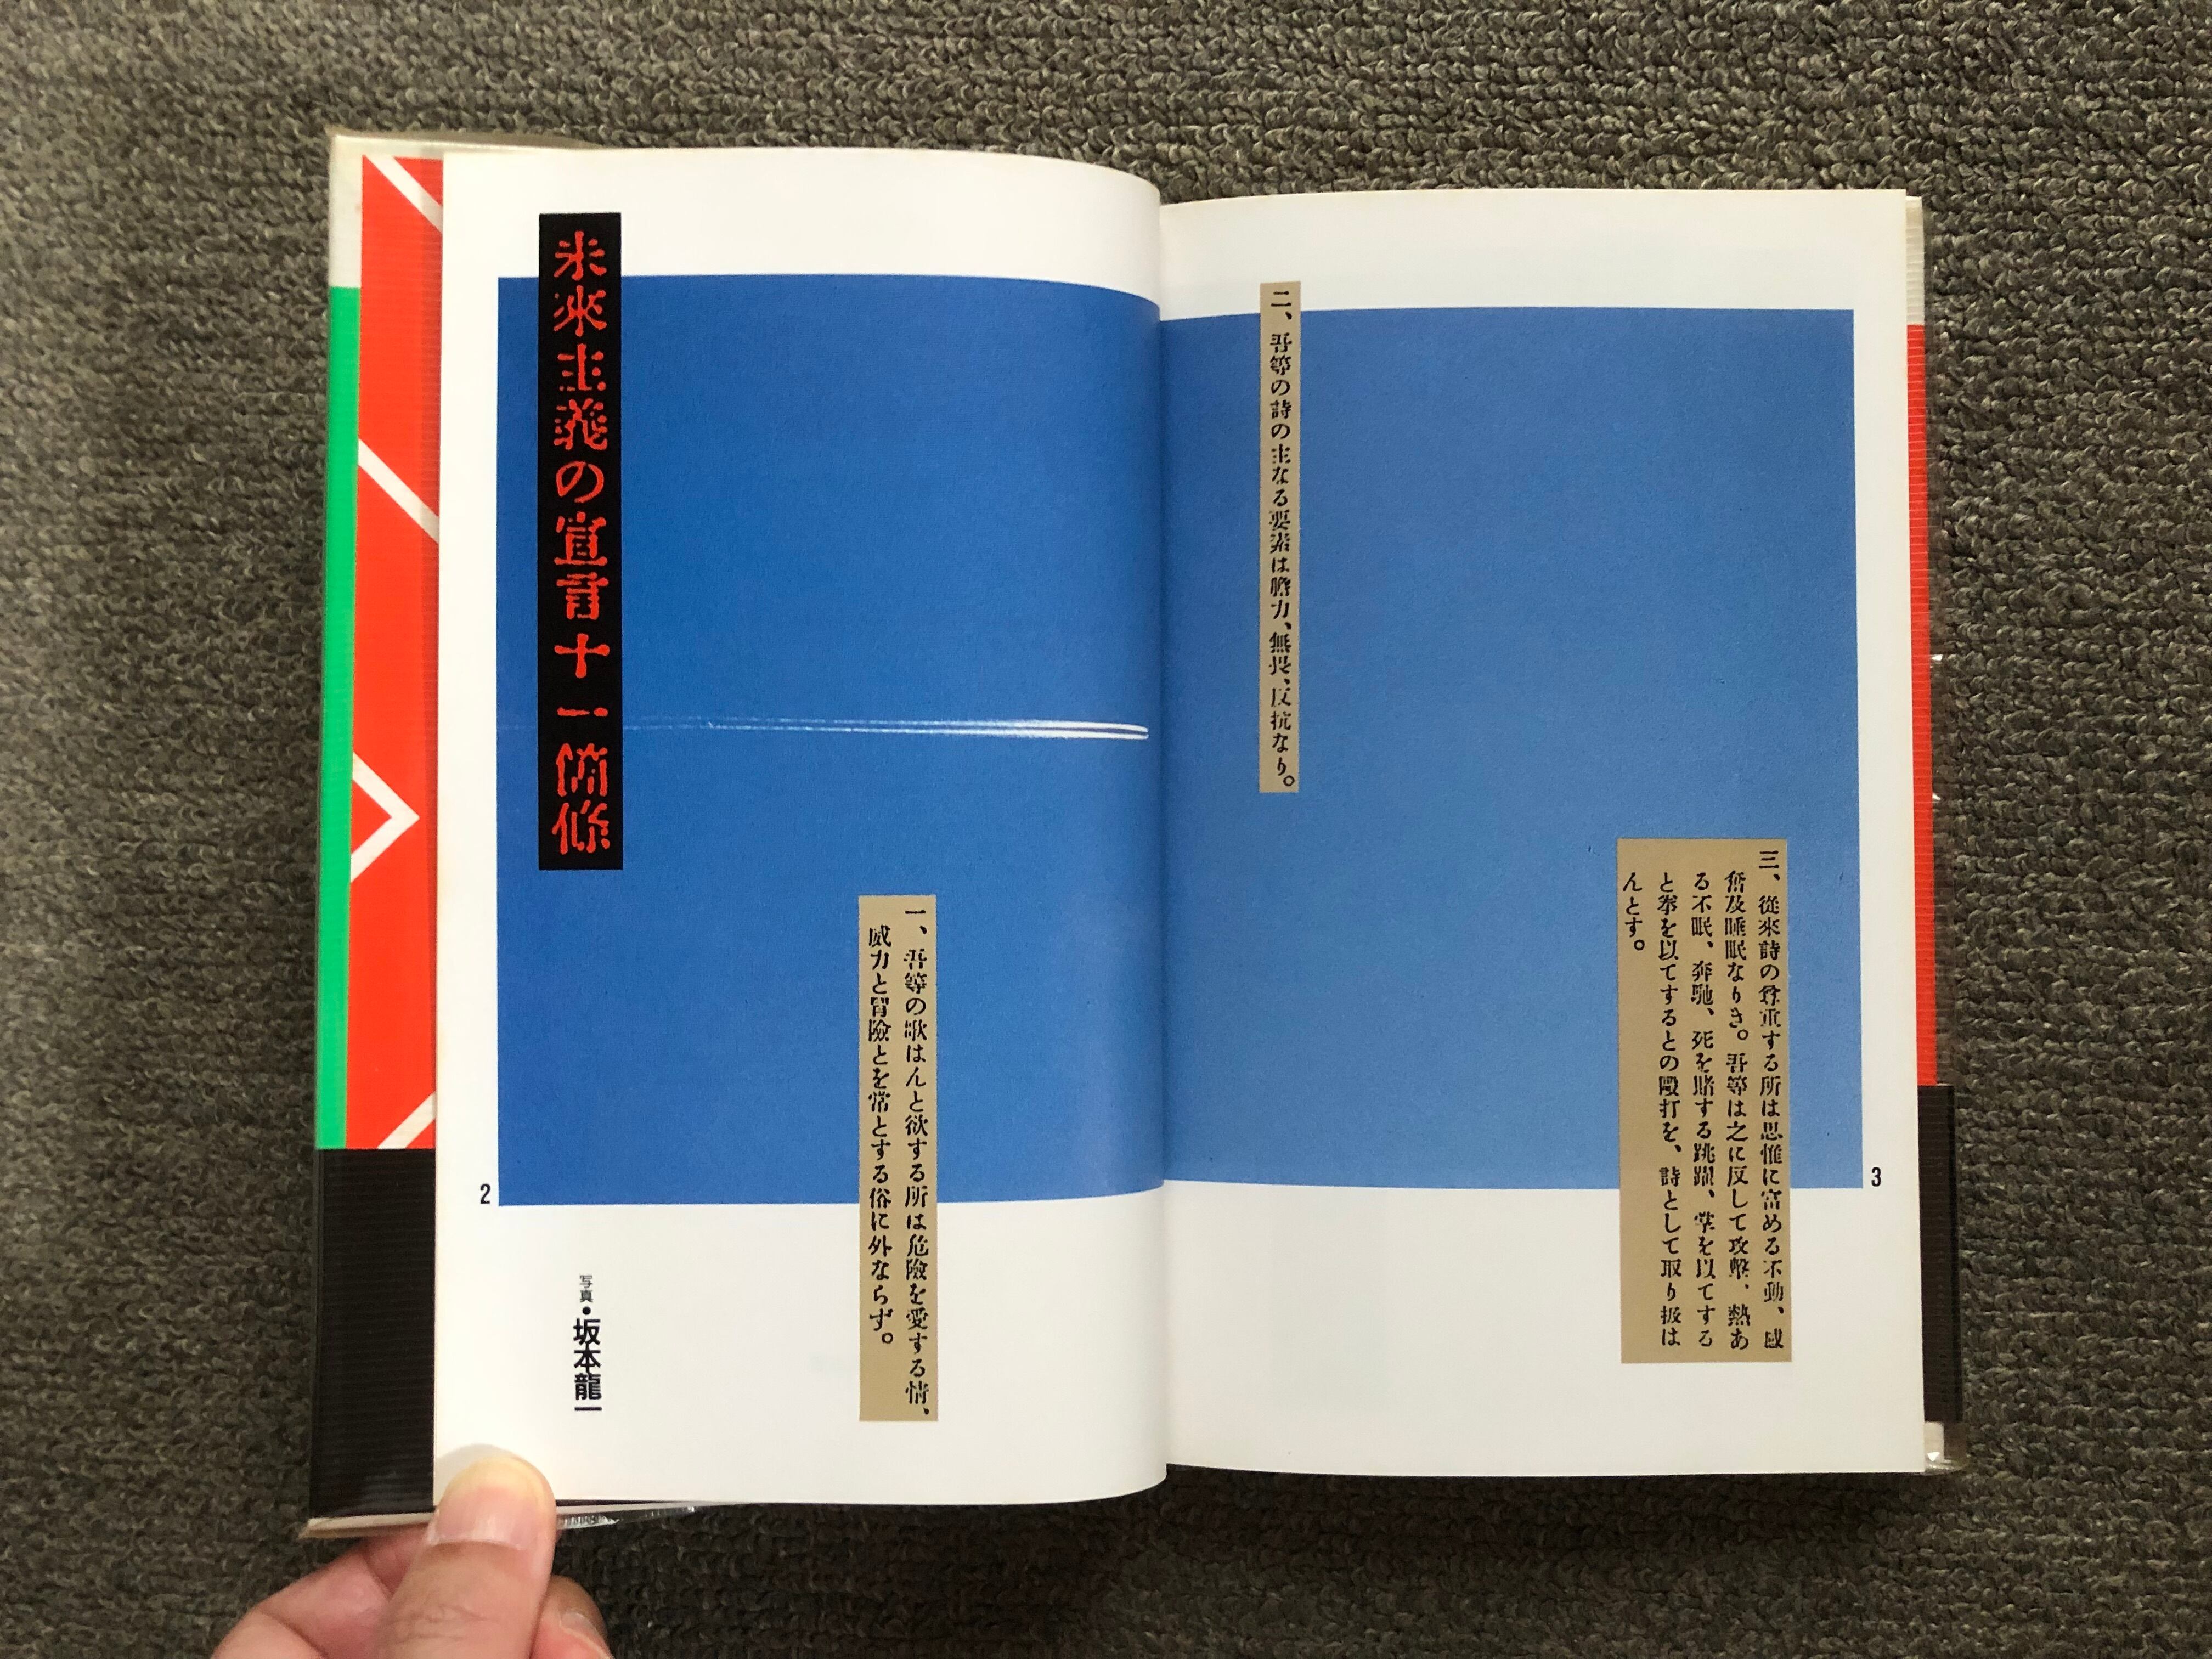 未來主義の宣言十一箇條
一、吾等の歌はんと欲する所は危險を愛する情、
威力と冒險とを常とする俗に外ならず。
2
写真・坂本龍一
二、吾等の詩の主なる要素は膽力、無畏、反抗なり。
三、從來詩の尊重する所は思惟に富める不動、感
奮及睡眠なりき。吾等は之に反して攻擊、熱あ
る不眠、奔馳、死を賭する跳躍、掌を以てする
と拳を以てするとの毆打を、詩として取り扱は
んとす。
3